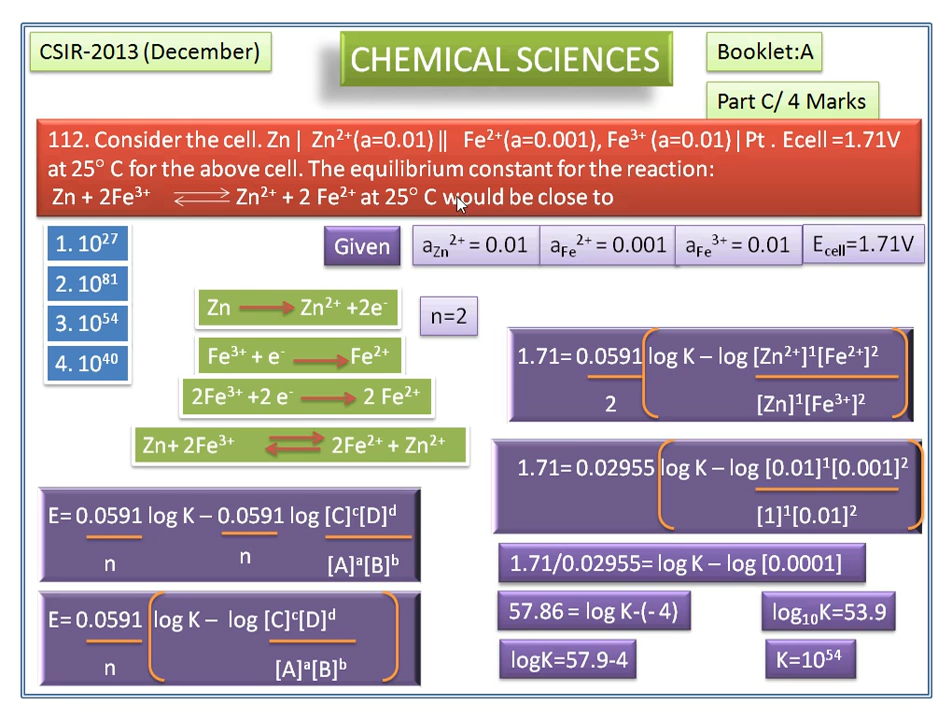 CSIR-2013 (December)
CHEMICAL SCIENCES
Booklet:A
Part C/ 4 Marks
112. Consider the cell. Zn | Zn²⁺(a=0.01)|| Fe²⁺(a=0.001), Fe³⁺ (a=0.01)|Pt . Ecell =1.71V
at 25° C for the above cell. The equilibrium constant for the reaction:
Zn + 2Fe³⁺ ⇌ Zn²⁺ + 2 Fe²⁺ at 25° C would be close to
1. 10²⁷
2. 10⁸¹
3. 10⁵⁴
4. 10⁴⁰
Given
a_Zn²⁺ = 0.01
a_Fe²⁺ = 0.001
a_Fe³⁺ = 0.01
E_cell=1.71V
Zn → Zn²⁺ +2e⁻
n=2
Fe³⁺ + e⁻ → Fe²⁺
2Fe³⁺ +2 e⁻ → 2 Fe²⁺
Zn+ 2Fe³⁺ ⇌ 2Fe²⁺ + Zn²⁺
E= 0.0591 log K – 0.0591 log [C]ᶜ[D]ᵈ
n n [A]ᵃ[B]ᵇ
E= 0.0591 log K – log [C]ᶜ[D]ᵈ
n [A]ᵃ[B]ᵇ
1.71= 0.0591 log K – log [Zn²⁺]¹[Fe²⁺]²
2 [Zn]¹[Fe³⁺]²
1.71= 0.02955 log K – log [0.01]¹[0.001]²
[1]¹[0.01]²
1.71/0.02955= log K – log [0.0001]
57.86 = log K-(- 4)
log₁₀K=53.9
logK=57.9-4
K=10⁵⁴